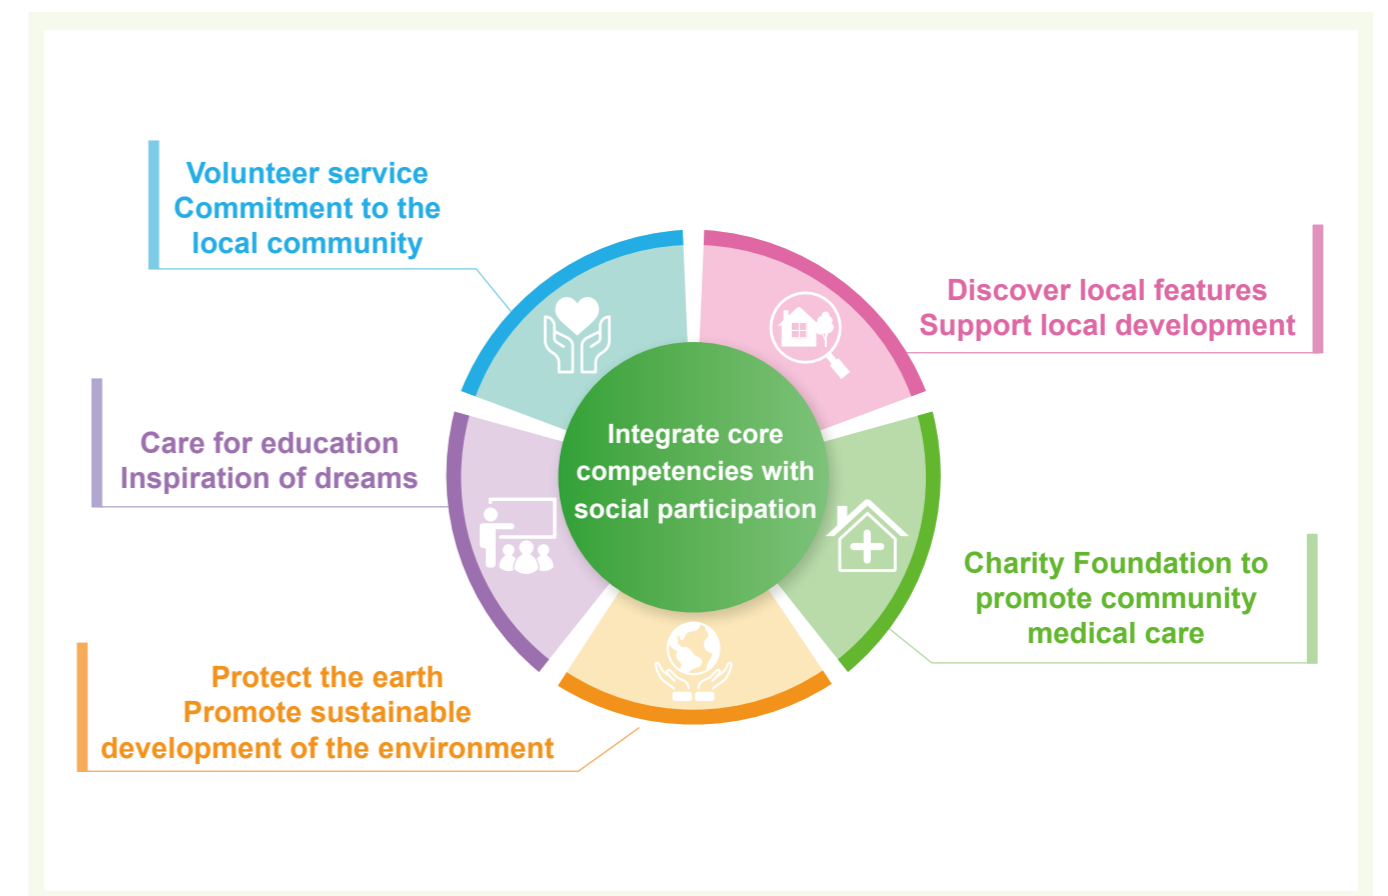 Volunteer service
Commitment to the
local community
Discover local features
Support local development
Care for education
Inspiration of dreams
Integrate core
competencies with
social participation
Charity Foundation to
promote community
medical care
Protect the earth
Promote sustainable
development of the environment